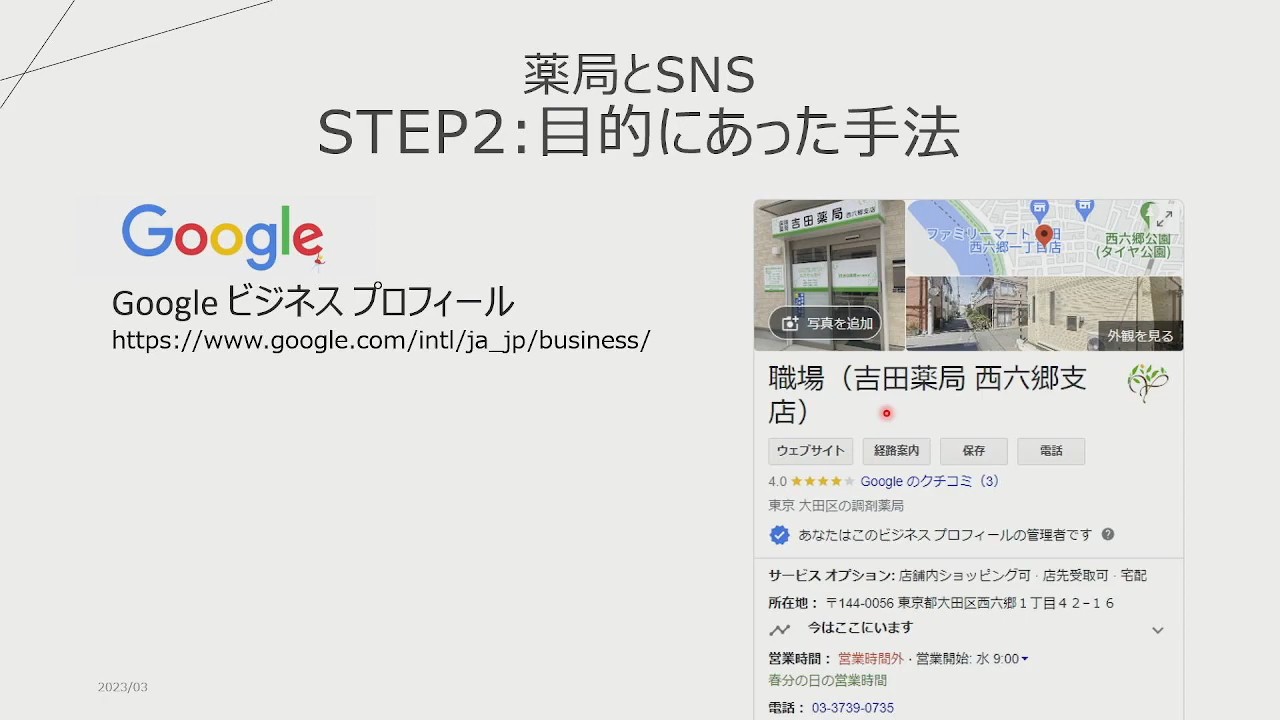 薬局とSNS
STEP2:目的にあった手法
Google
Google ビジネス プロフィール
https://www.google.com/intl/ja_jp/business/
吉田薬局 西六郷支店
写真を追加
ファミリーマート
西六郷一丁目店
西六郷公園
(タイヤ公園)
外観を見る
職場（吉田薬局 西六郷支
店）
ウェブサイト
経路案内
保存
電話
4.0 ★★★★★ Google のクチコミ（3）
東京 大田区の調剤薬局
あなたはこのビジネス プロフィールの管理者です
サービス オプション: 店舗内ショッピング可 · 店先受取可 · 宅配
所在地： 〒144-0056 東京都大田区西六郷１丁目４２−１６
今はここにいます
営業時間： 営業時間外 · 営業開始: 水 9:00
春分の日の営業時間
電話： 03-3739-0735
2023/03